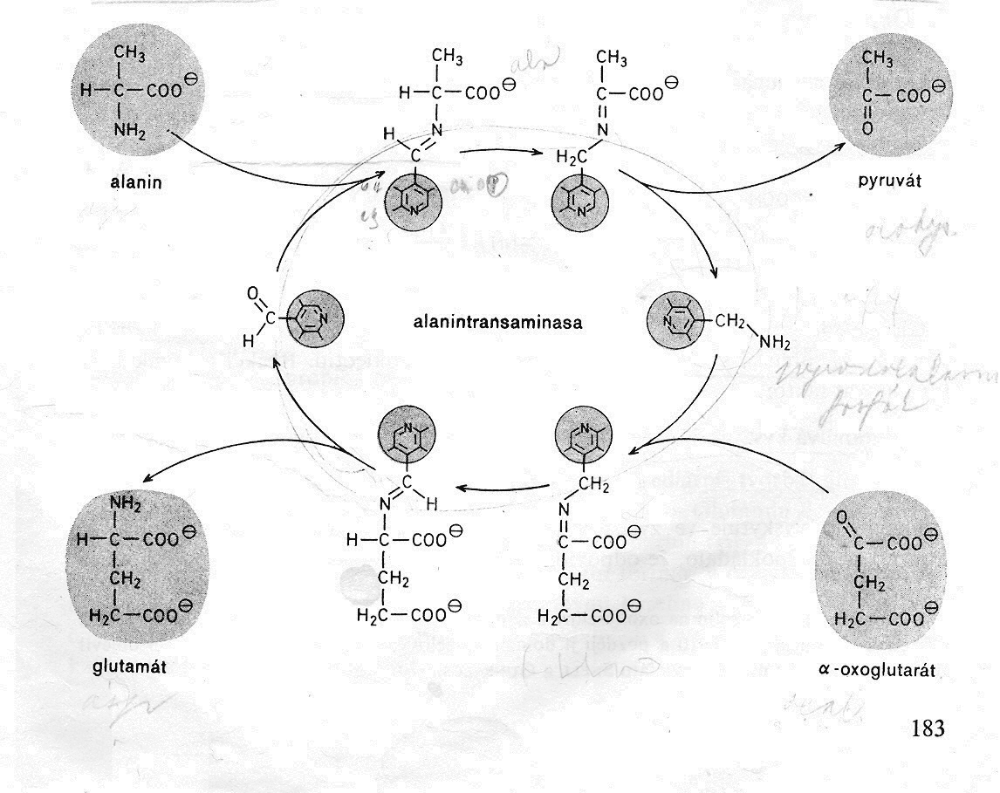 CH₃
H—C—COO⊖
NH₂
alanin
CH₃
H—C—COO⊖
N
H
C
N
CH₃
C—COO⊖
N
H₂C
N
CH₃
C—COO⊖
O
pyruvát
O
C
H
N
alanintransaminasa
N
CH₂
NH₂
N
C
H
N
H—C—COO⊖
CH₂
H₂C—COO⊖
N
CH₂
N
C—COO⊖
CH₂
H₂C—COO⊖
NH₂
H—C—COO⊖
CH₂
H₂C—COO⊖
glutamát
O
C—COO⊖
CH₂
H₂C—COO⊖
α-oxoglutarát
183